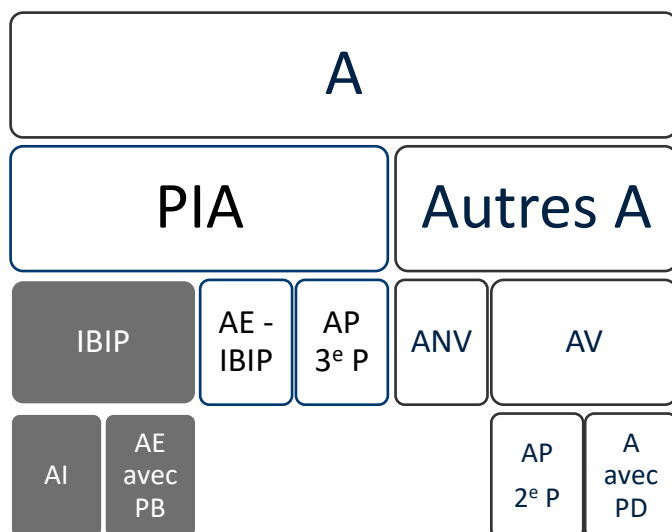 A
PIA
Autres A
IBIP
AE -
IBIP
AP
3e P
ANV
AV
AI
AE
avec
PB
AP
2e P
A
avec
PD